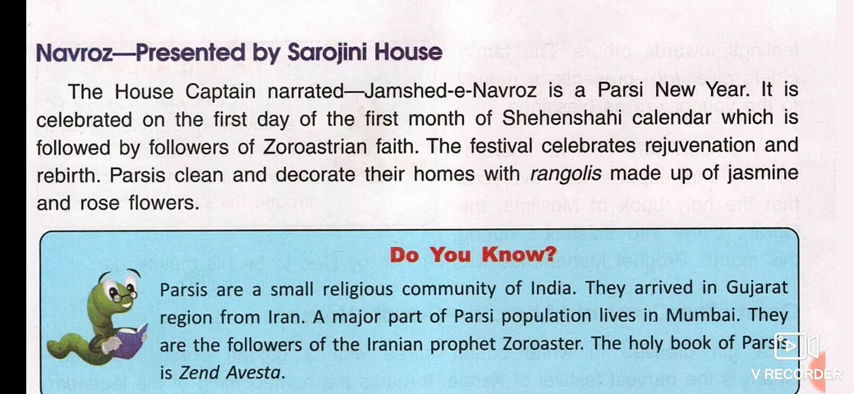 Navroz—Presented by Sarojini House
The House Captain narrated—Jamshed-e-Navroz is a Parsi New Year. It is
celebrated on the first day of the first month of Shehenshahi calendar which is
followed by followers of Zoroastrian faith. The festival celebrates rejuvenation and
rebirth. Parsis clean and decorate their homes with rangolis made up of jasmine
and rose flowers.
Do You Know?
Parsis are a small religious community of India. They arrived in Gujarat
region from Iran. A major part of Parsi population lives in Mumbai. They
are the followers of the Iranian prophet Zoroaster. The holy book of Parsis
is Zend Avesta.
V RECORDER